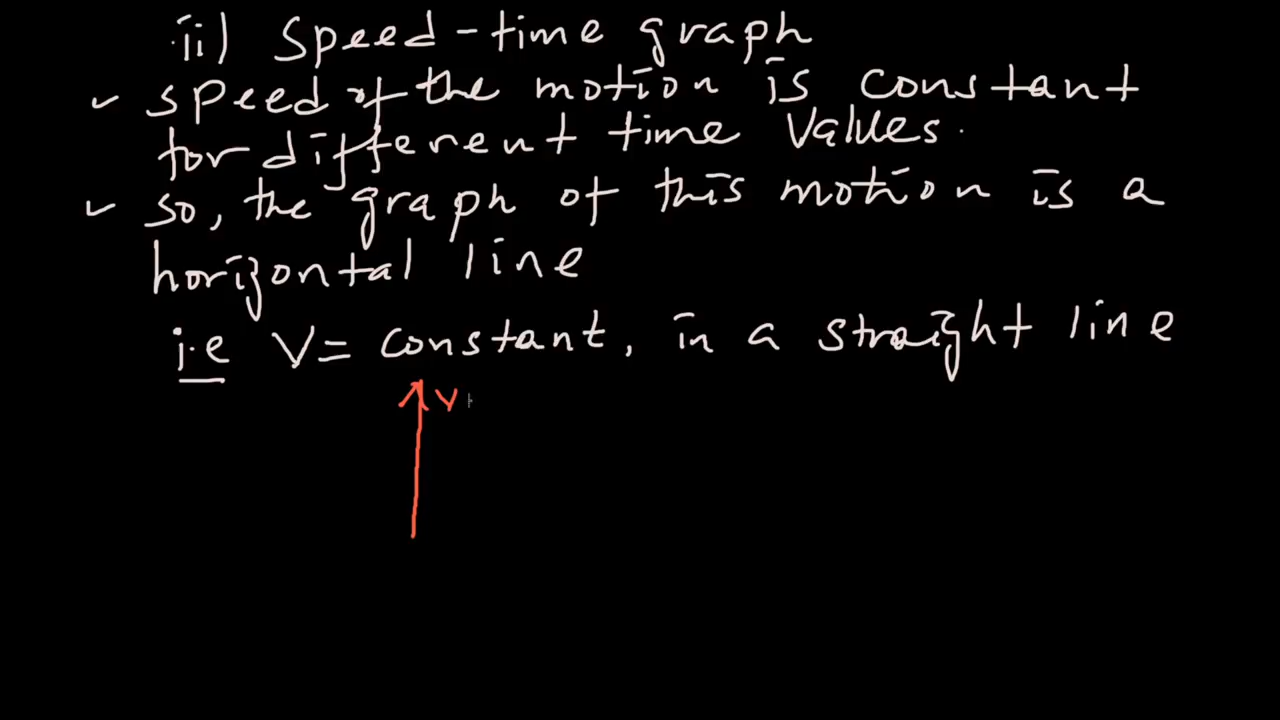 ii) Speed-time graph
speed of the motion is constant
for different time values.
so, the graph of this motion is a
horizontal line
i.e V= constant, in a straight line
V